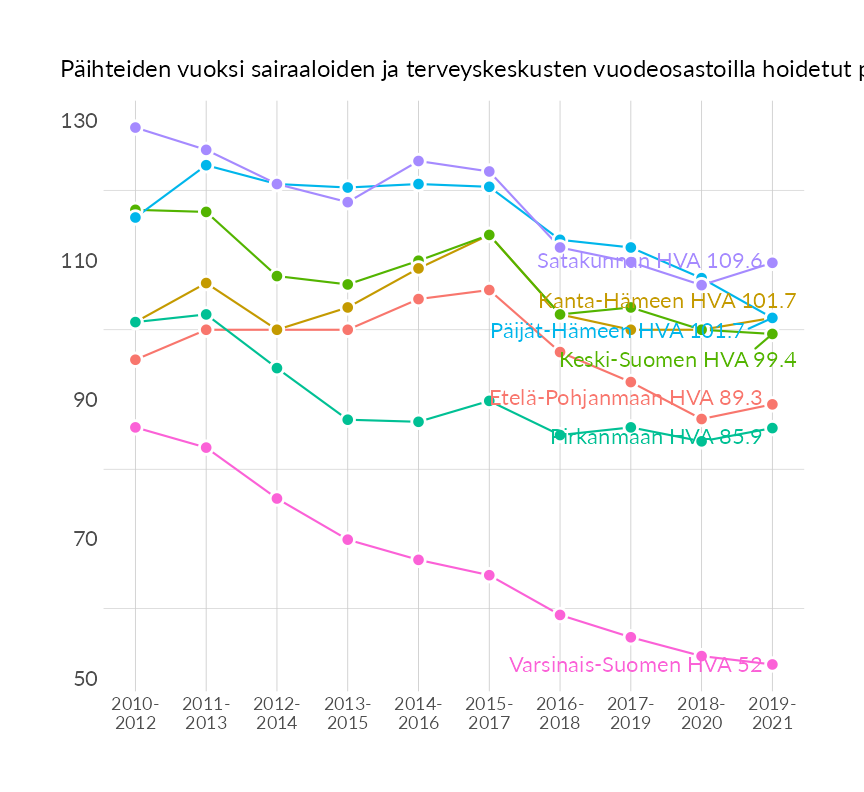 Päihteiden vuoksi sairaaloiden ja terveyskeskusten vuodeosastoilla hoidetut
130
110
90
70
50
Satakunnan HVA 109.6
Kanta-Hämeen HVA 101.7
Päijät-Hämeen HVA 101.7
Keski-Suomen HVA 99.4
Etelä-Pohjanmaan HVA 89.3
Pirkanmaan HVA 85.9
Varsinais-Suomen HVA 52
2010- 2011- 2012- 2013- 2014- 2015- 2016- 2017- 2018- 2019-
2012 2013 2014 2015 2016 2017 2018 2019 2020 2021